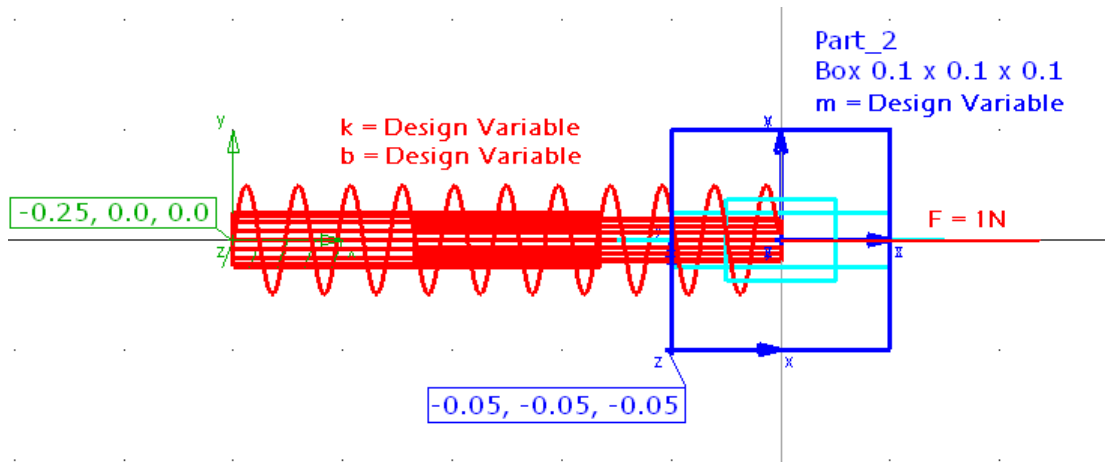 Part_2
Box 0.1 x 0.1 x 0.1
m = Design Variable
k = Design Variable
b = Design Variable
y
x
-0.25, 0.0, 0.0
F = 1N
z
x
z
x
-0.05, -0.05, -0.05